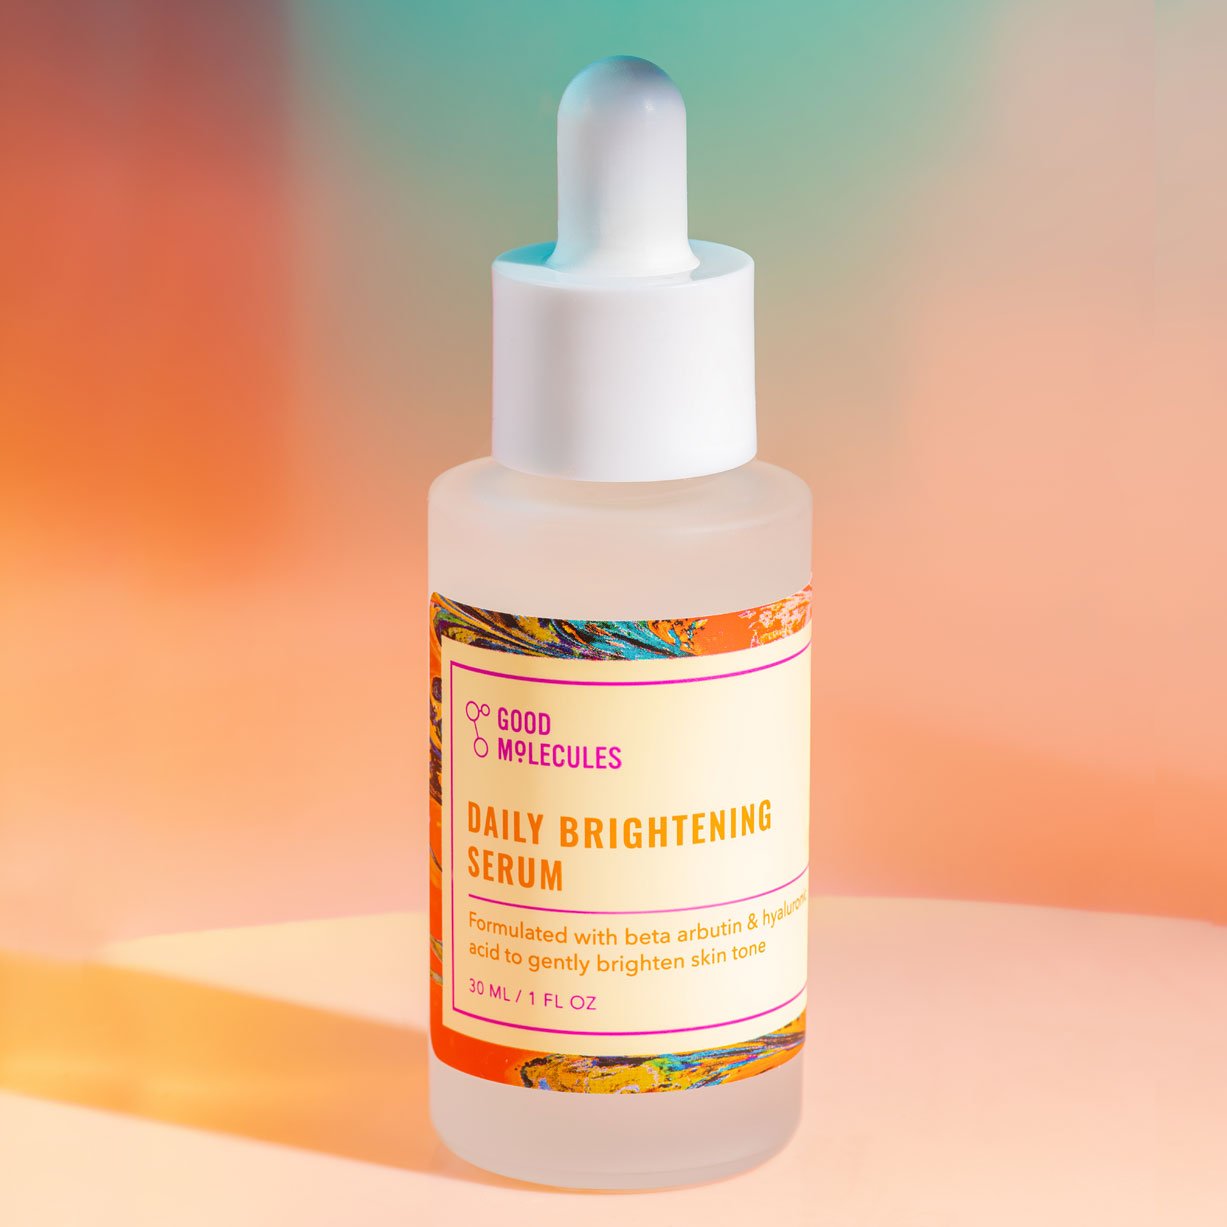 GOOD
MOLECULES
DAILY BRIGHTENING
SERUM
Formulated with beta arbutin & hyaluronic
acid to gently brighten skin tone
30 ML / 1 FL OZ